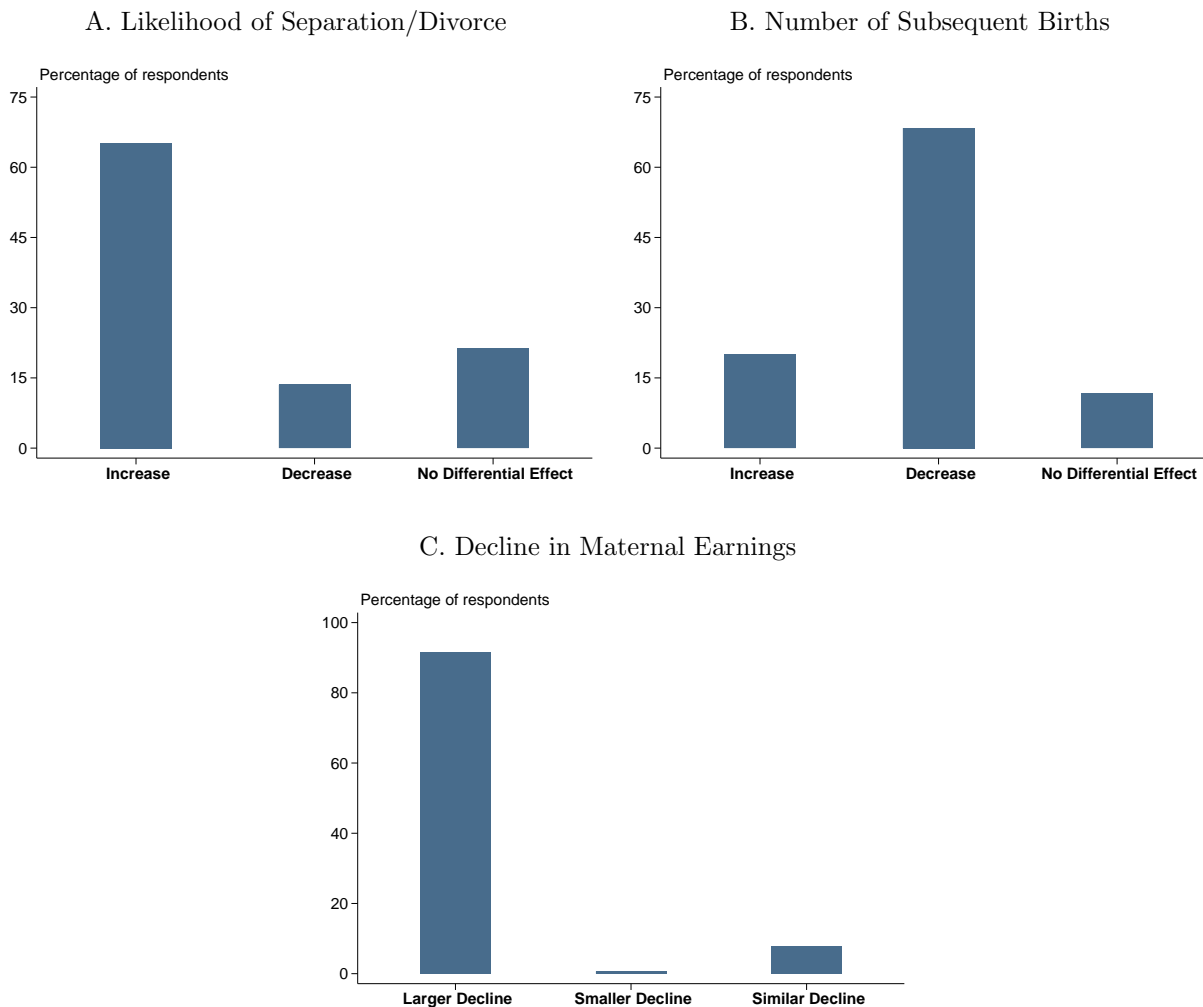 A. Likelihood of Separation/Divorce
Percentage of respondents
75
60
45
30
15
0
Increase Decrease No Differential Effect
B. Number of Subsequent Births
Percentage of respondents
75
60
45
30
15
0
Increase Decrease No Differential Effect
C. Decline in Maternal Earnings
Percentage of respondents
100
80
60
40
20
0
Larger Decline Smaller Decline Similar Decline